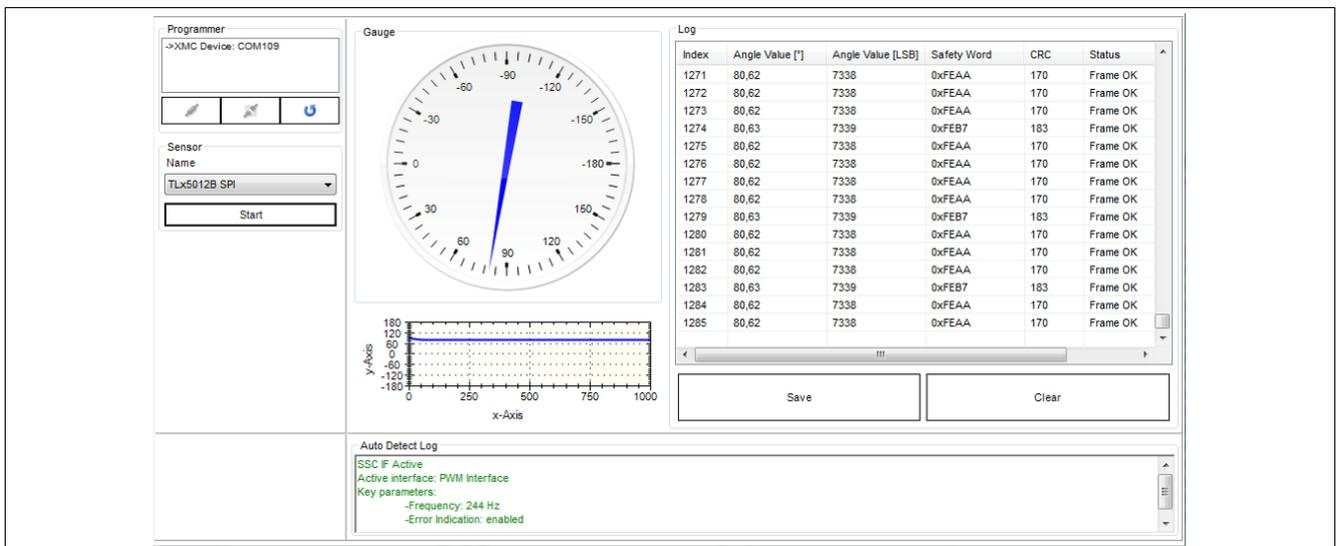 Programmer
->XMC Device: COM109
Sensor
Name
TLx5012B SPI
Start
Gauge
-90
-60
-120
-30
-150
0
-180
30
150
60
120
90
180
120
60
0
-60
-120
-180
y-Axis
0 250 500 750 1000
x-Axis
Log
Index Angle Value [°] Angle Value [LSB] Safety Word CRC Status
1271 80,62 7338 0xFEAA 170 Frame OK
1272 80,62 7338 0xFEAA 170 Frame OK
1273 80,62 7338 0xFEAA 170 Frame OK
1274 80,63 7339 0xFEB7 183 Frame OK
1275 80,62 7338 0xFEAA 170 Frame OK
1276 80,62 7338 0xFEAA 170 Frame OK
1277 80,62 7338 0xFEAA 170 Frame OK
1278 80,62 7338 0xFEAA 170 Frame OK
1279 80,63 7339 0xFEB7 183 Frame OK
1280 80,62 7338 0xFEAA 170 Frame OK
1281 80,62 7338 0xFEAA 170 Frame OK
1282 80,62 7338 0xFEAA 170 Frame OK
1283 80,63 7339 0xFEB7 183 Frame OK
1284 80,62 7338 0xFEAA 170 Frame OK
1285 80,62 7338 0xFEAA 170 Frame OK
Save
Clear
Auto Detect Log
SSC IF Active
Active interface: PWM Interface
Key parameters:
-Frequency: 244 Hz
-Error Indication: enabled